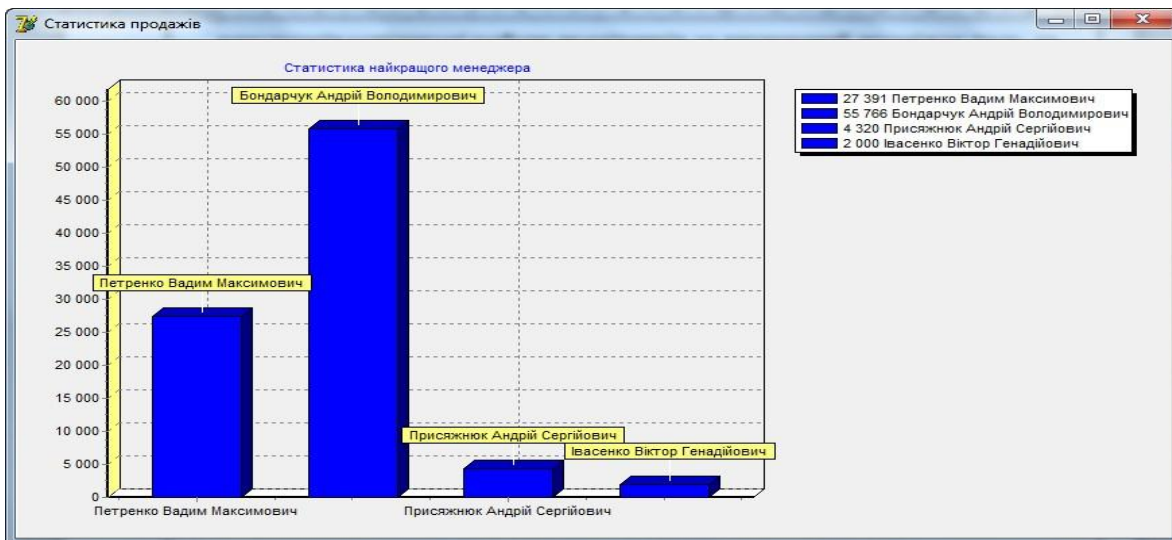 Статистика продажів
Статистика найкращого менеджера
Бондарчук Андрій Володимирович
Петренко Вадим Максимович
Присяжнюк Андрій Сергійович
Івасенко Віктор Генадійович
60 000
55 000
50 000
45 000
40 000
35 000
30 000
25 000
20 000
15 000
10 000
5 000
0
Петренко Вадим Максимович
Присяжнюк Андрій Сергійович
27 391 Петренко Вадим Максимович
55 766 Бондарчук Андрій Володимирович
4 320 Присяжнюк Андрій Сергійович
2 000 Івасенко Віктор Генадійович